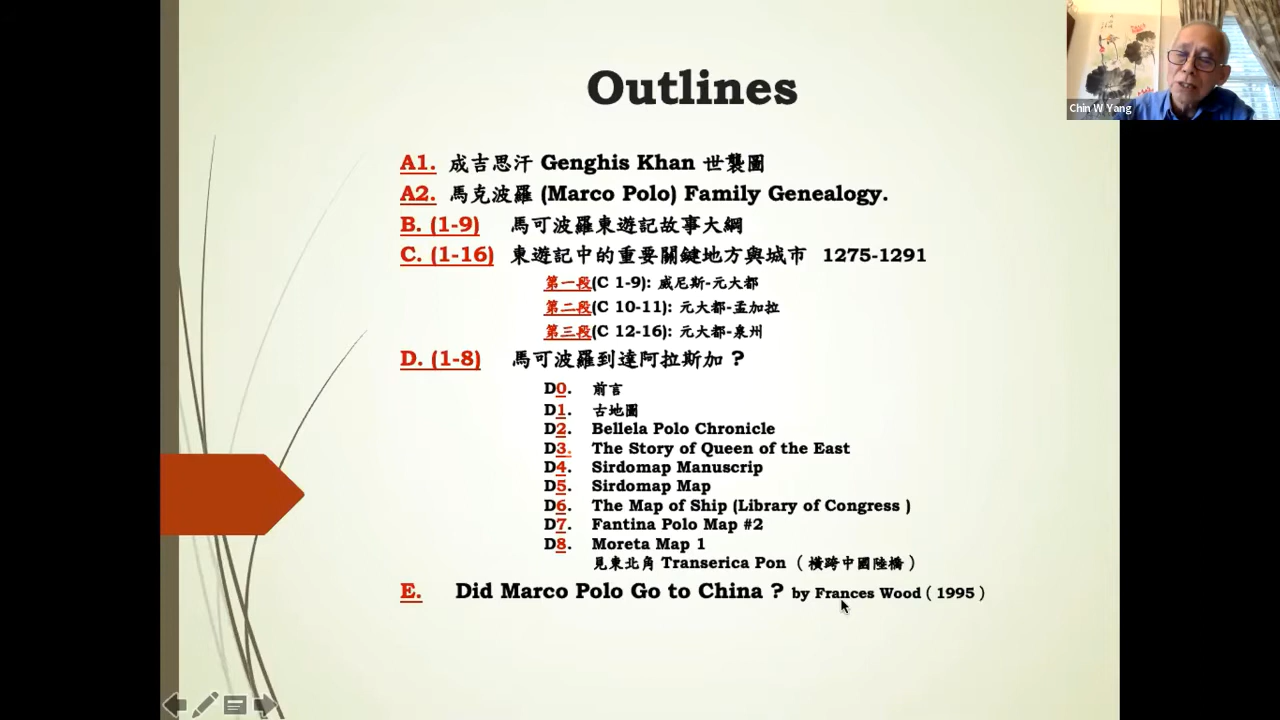 Outlines
Chin W Yang
A1. 成吉思汗 Genghis Khan 世襲圖
A2. 馬克波羅 (Marco Polo) Family Genealogy.
B. (1-9) 馬可波羅東遊記故事大綱
C. (1-16) 東遊記中的重要關鍵地方與城市 1275-1291
第一段(C 1-9): 威尼斯-元大都
第二段(C 10-11): 元大都-孟加拉
第三段(C 12-16): 元大都-泉州
D. (1-8) 馬可波羅到達阿拉斯加 ?
D0. 前言
D1. 古地圖
D2. Bellela Polo Chronicle
D3. The Story of Queen of the East
D4. Sirdomap Manuscrip
D5. Sirdomap Map
D6. The Map of Ship (Library of Congress )
D7. Fantina Polo Map #2
D8. Moreta Map 1
見東北角 Transerica Pon ( 橫跨中國陸橋 )
E. Did Marco Polo Go to China ? by Frances Wood ( 1995 )